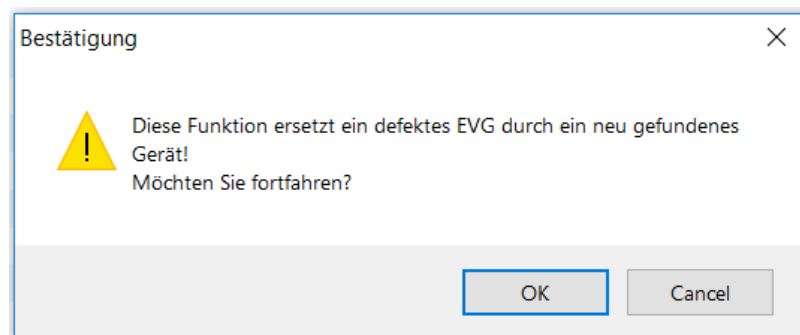 Bestätigung
Diese Funktion ersetzt ein defektes EVG durch ein neu gefundenes
Gerät!
Möchten Sie fortfahren?
OK
Cancel